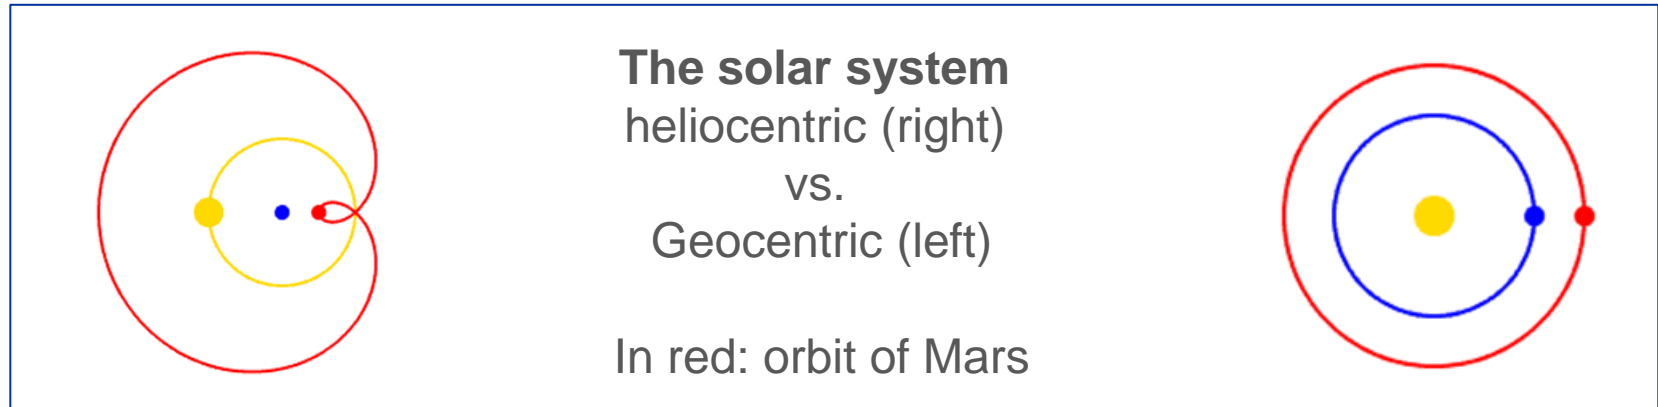 The solar system
heliocentric (right)
vs.
Geocentric (left)
In red: orbit of Mars